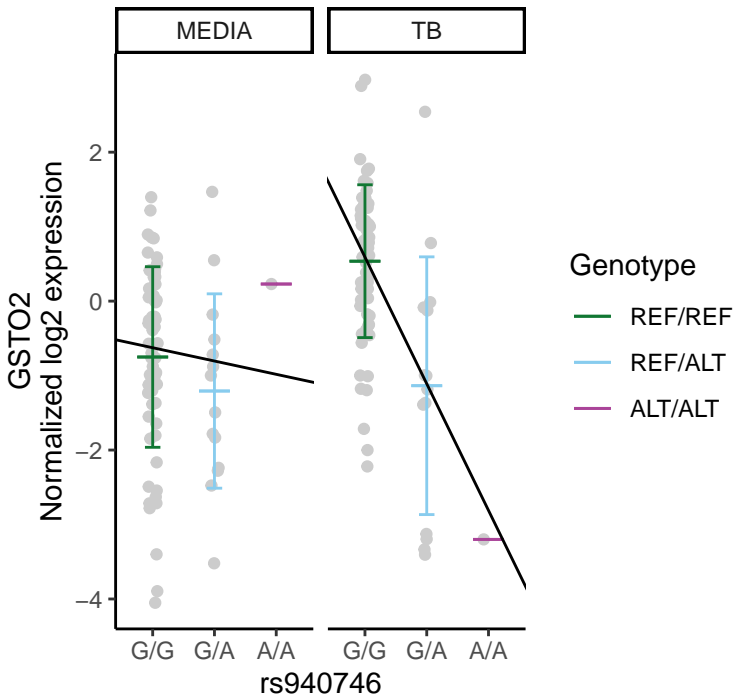 MEDIA
TB
GSTO2
Normalized log2 expression
2
0
−2
−4
G/G
G/A
A/A
G/G
G/A
A/A
rs940746
Genotype
REF/REF
REF/ALT
ALT/ALT